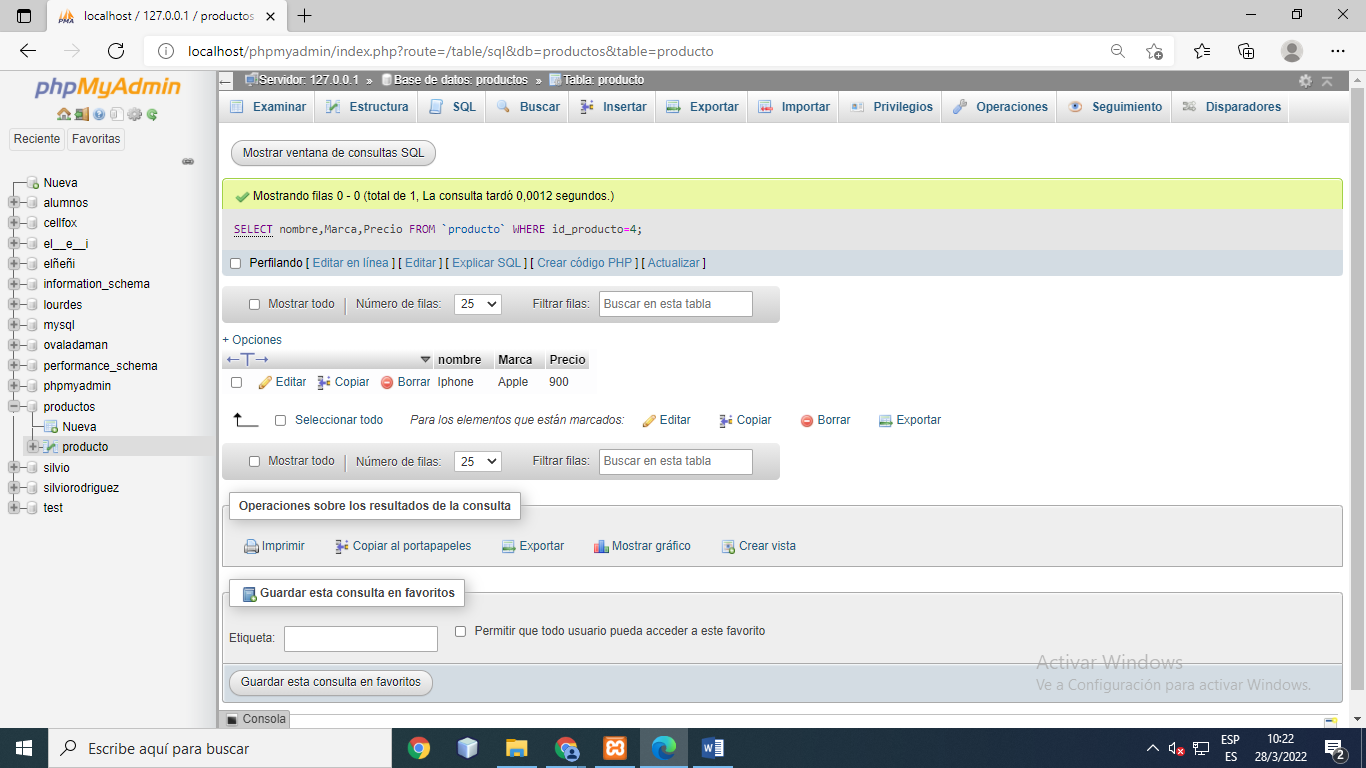 localhost / 127.0.0.1 / productos
localhost/phpmyadmin/index.php?route=/table/sql&db=productos&table=producto
phpMyAdmin
Reciente Favoritas
Nueva
alumnos
cellfox
el__e_i
elñeñi
information_schema
lourdes
mysql
ovaladaman
performance_schema
phpmyadmin
productos
Nueva
producto
silvio
silviorodriguez
test
Servidor: 127.0.0.1 » Base de datos: productos » Tabla: producto
Examinar Estructura SQL Buscar Insertar Exportar Importar Privilegios Operaciones Seguimiento Disparadores
Mostrar ventana de consultas SQL
Mostrando filas 0 - 0 (total de 1, La consulta tardó 0,0012 segundos.)
SELECT nombre,Marca,Precio FROM `producto` WHERE id_producto=4;
Perfilando [ Editar en línea ] [ Editar ] [ Explicar SQL ] [ Crear código PHP ] [ Actualizar ]
Mostrar todo Número de filas: 25 Filtrar filas: Buscar en esta tabla
+ Opciones
←T→ nombre Marca Precio
Editar Copiar Borrar Iphone Apple 900
Seleccionar todo Para los elementos que están marcados: Editar Copiar Borrar Exportar
Mostrar todo Número de filas: 25 Filtrar filas: Buscar en esta tabla
Operaciones sobre los resultados de la consulta
Imprimir Copiar al portapapeles Exportar Mostrar gráfico Crear vista
Guardar esta consulta en favoritos
Etiqueta: Permitir que todo usuario pueda acceder a este favorito
Guardar esta consulta en favoritos
Activar Windows
Ve a Configuración para activar Windows.
Consola
Escribe aquí para buscar
ESP
ES
10:22
28/3/2022
2